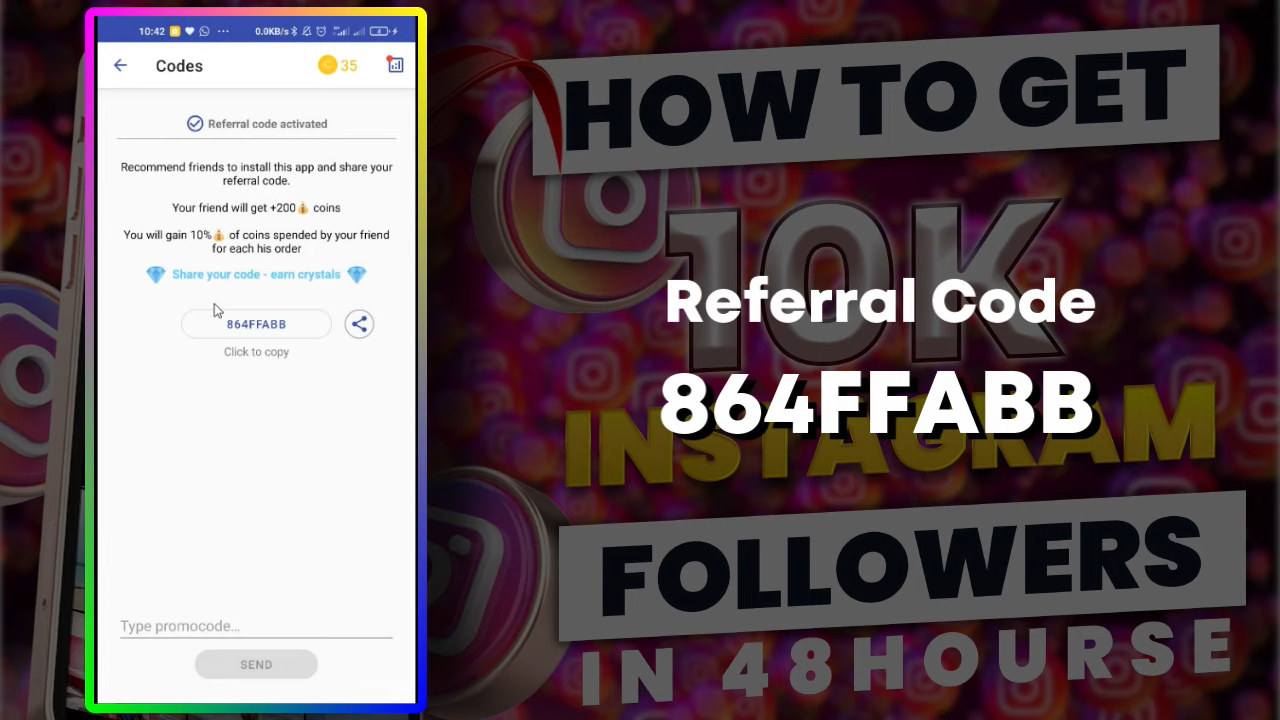 10:42
0.0KB/s
Codes
35
Referral code activated
Recommend friends to install this app and share your
referral code.
Your friend will get +200💰 coins
You will gain 10%💰 of coins spended by your friend
for each his order
Share your code - earn crystals
864FFABB
Click to copy
Type promocode...
SEND
HOW TO GET
10K
Referral Code
864FFABB
INSTAGRAM
FOLLOWERS
IN 48HOURSE